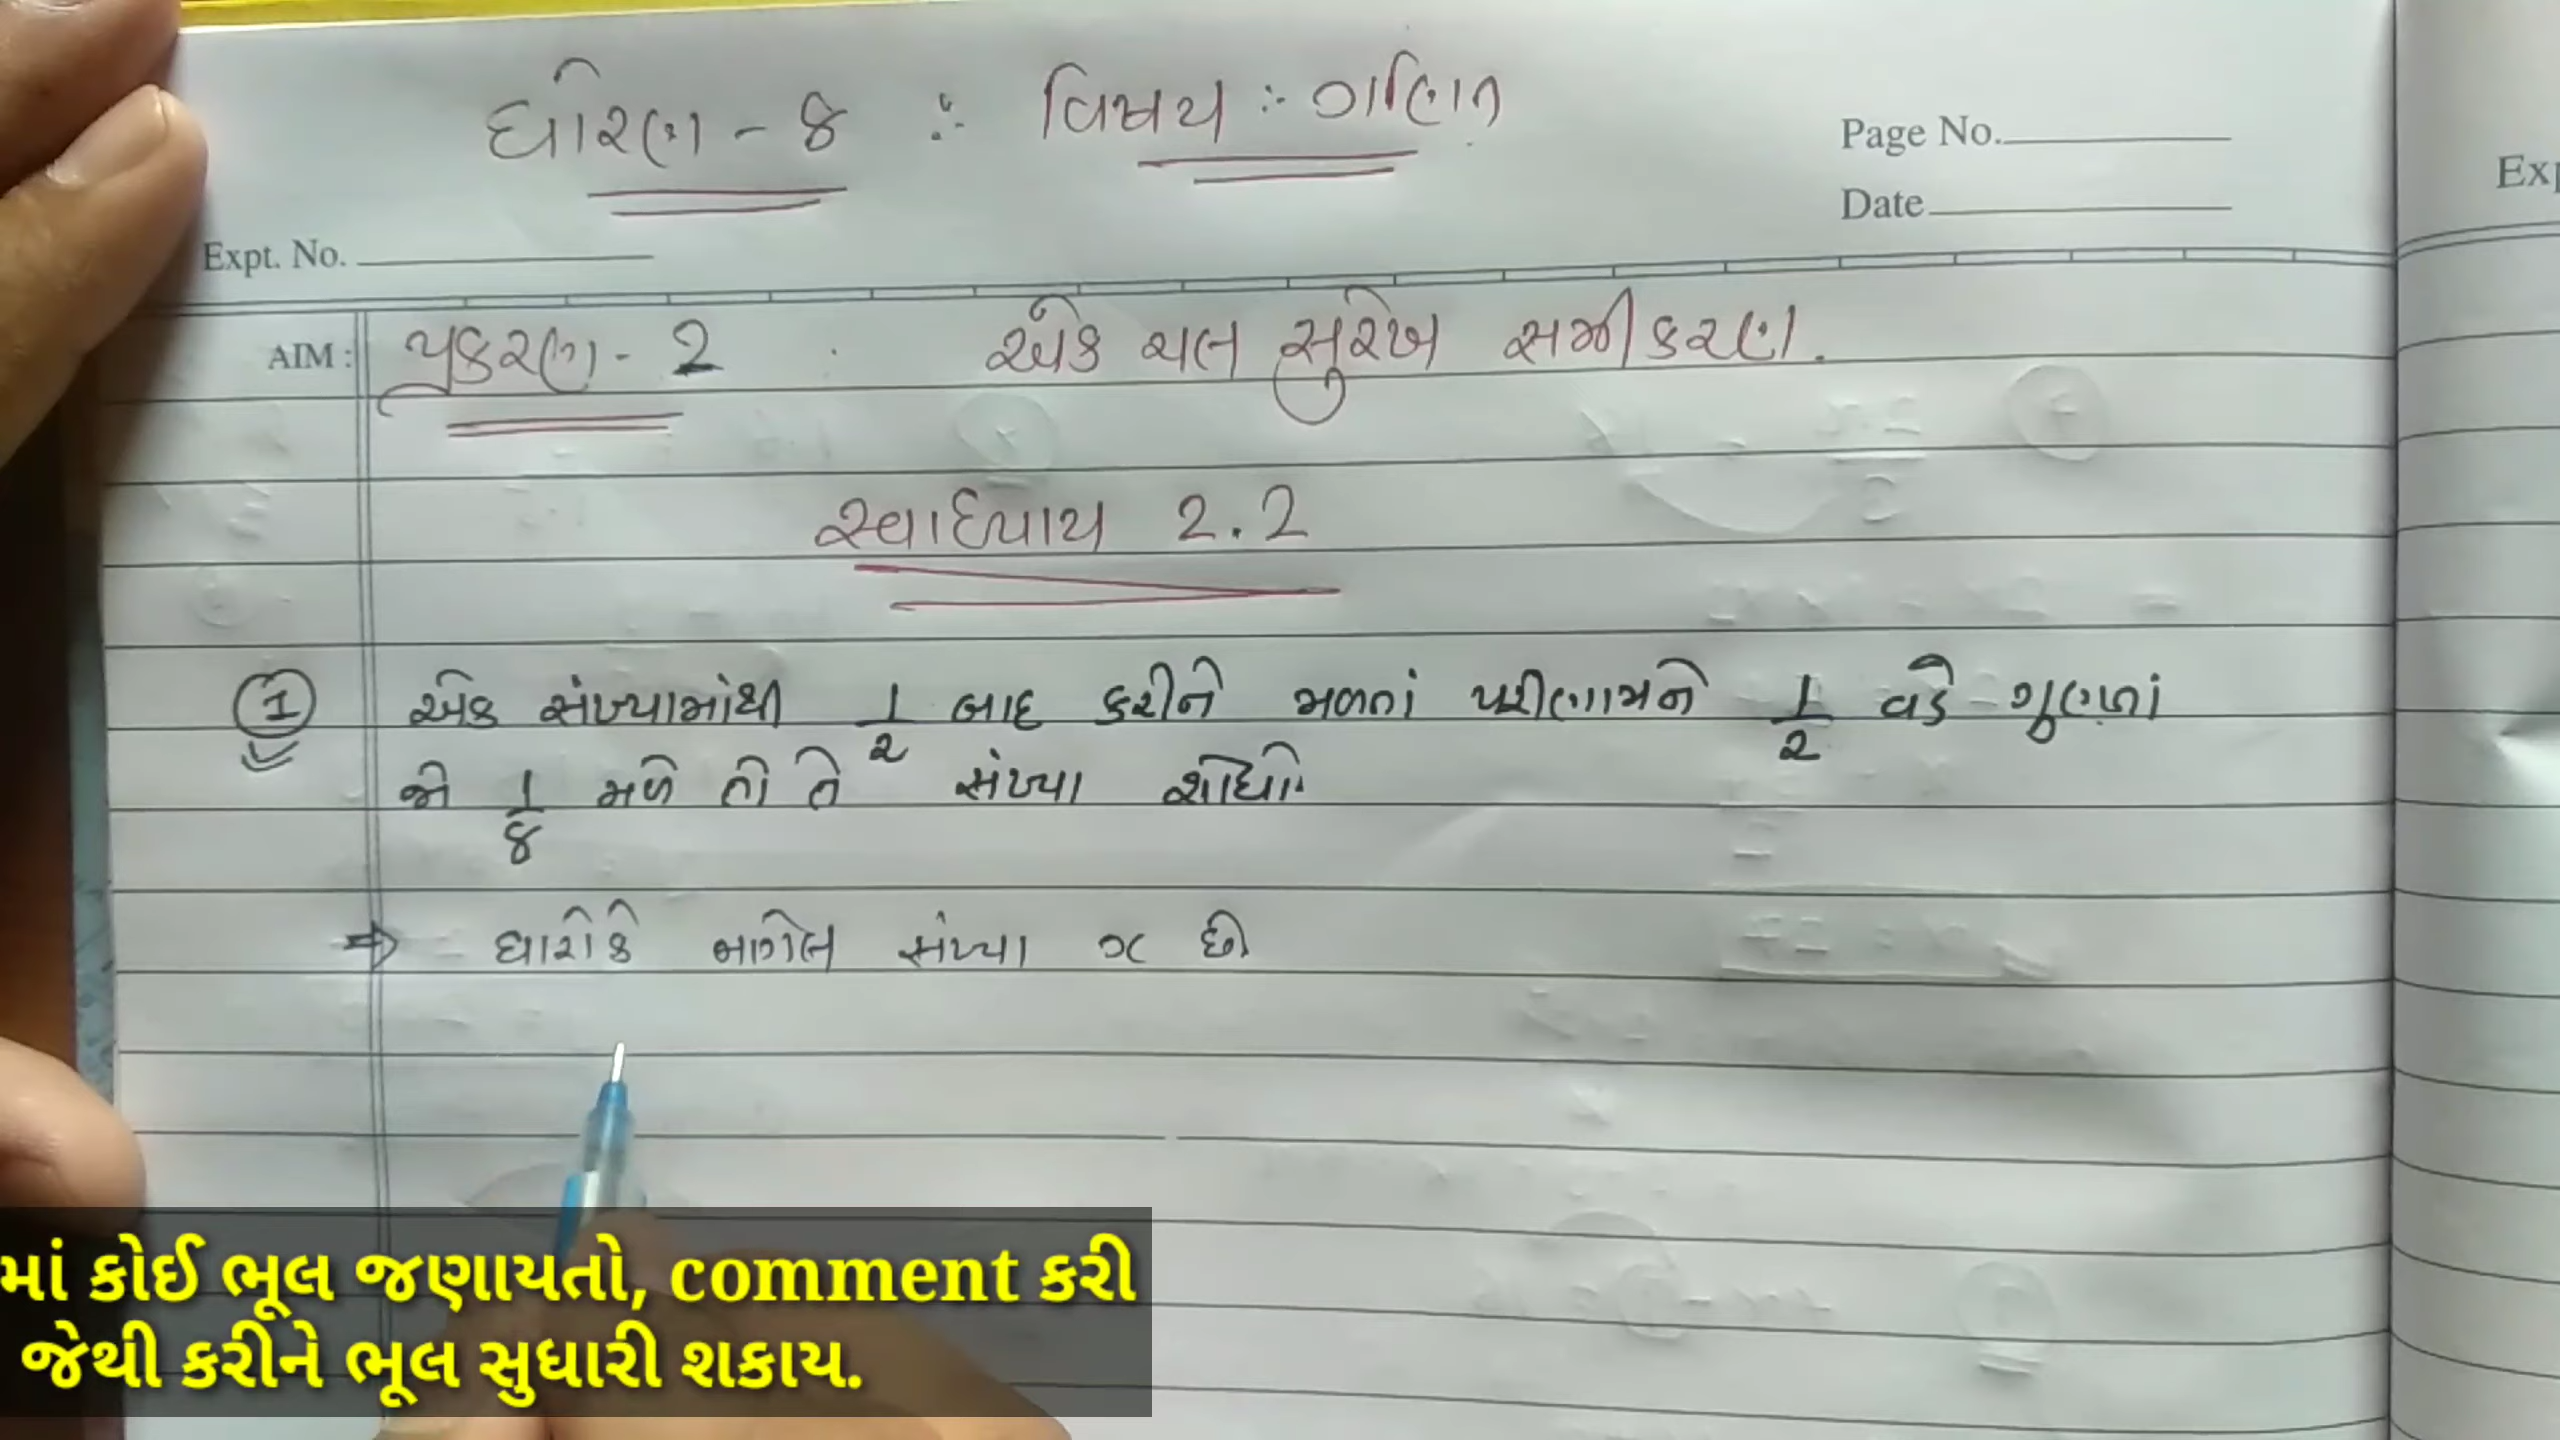 ધોરણ - ૮ : વિષય :- ગણિત
Page No.
Date
Exp
Expt. No.
AIM :
પ્રકરણ - 2 એક ચલ સુરેખ સમીકરણ.
સ્વાધ્યાય 2.2
1 એક સંખ્યામાંથી 1/2 બાદ કરીને મળતાં પરીણામને 1/2 વડે ગુણતાં
જો 1/8 મળે તો તે સંખ્યા શોધો.
⇒ ધારોકે માંગેલ સંખ્યા x છે
માં કોઈ ભૂલ જણાયતો, comment કરી
જેથી કરીને ભૂલ સુધારી શકાય.